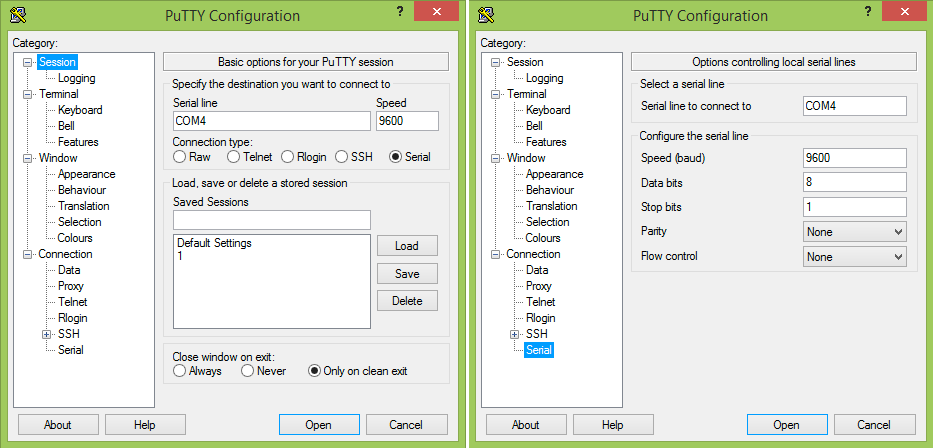 PuTTY Configuration
?
Category:
Session
Logging
Terminal
Keyboard
Bell
Features
Window
Appearance
Behaviour
Translation
Selection
Colours
Connection
Data
Proxy
Telnet
Rlogin
SSH
Serial
Basic options for your PuTTY session
Specify the destination you want to connect to
Serial line Speed
COM4 9600
Connection type:
Raw Telnet Rlogin SSH Serial
Load, save or delete a stored session
Saved Sessions
Default Settings
1
Load
Save
Delete
Close window on exit:
Always Never Only on clean exit
About Help Open Cancel
PuTTY Configuration
?
Category:
Session
Logging
Terminal
Keyboard
Bell
Features
Window
Appearance
Behaviour
Translation
Selection
Colours
Connection
Data
Proxy
Telnet
Rlogin
SSH
Serial
Options controlling local serial lines
Select a serial line
Serial line to connect to COM4
Configure the serial line
Speed (baud) 9600
Data bits 8
Stop bits 1
Parity None
Flow control None
About Help Open Cancel